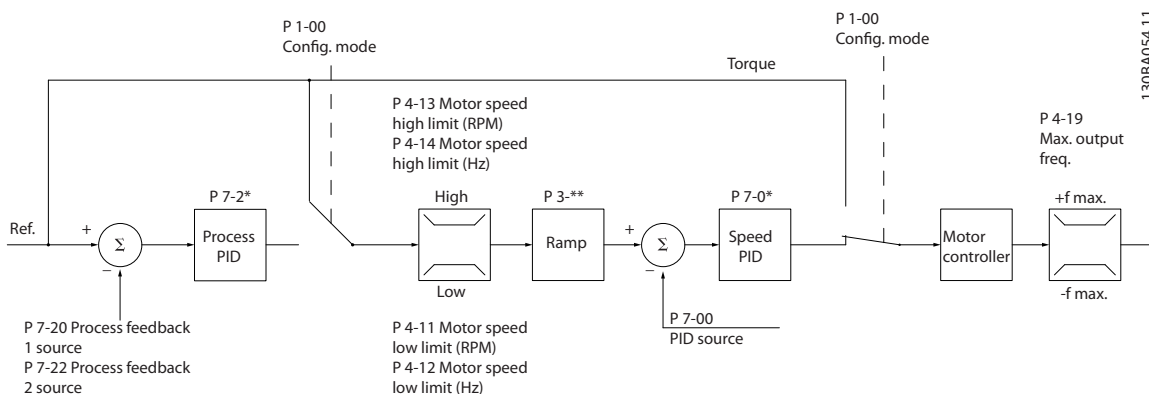 P 1-00
Config. mode
P 1-00
Config. mode
130BA054.11
Torque
P 4-13 Motor speed
high limit (RPM)
P 4-14 Motor speed
high limit (Hz)
P 4-19
Max. output
freq.
P 7-2*
High
P 3-**
P 7-0*
+f max.
Ref.
+
Σ
_
Process
PID
Ramp
+
Σ
_
Speed
PID
Motor
controller
Low
-f max.
P 7-20 Process feedback
1 source
P 7-22 Process feedback
2 source
P 4-11 Motor speed
low limit (RPM)
P 4-12 Motor speed
low limit (Hz)
P 7-00
PID source